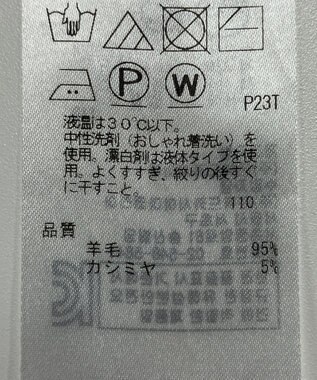 P
W
P23T
液温は30℃以下。
中性洗剤（おしゃれ着洗い）を
使用。漂白剤は液体タイプを使
用。よくすすぎ、絞りの後すぐ
に干すこと。
110
品質
羊毛 95%
カシミヤ 5%